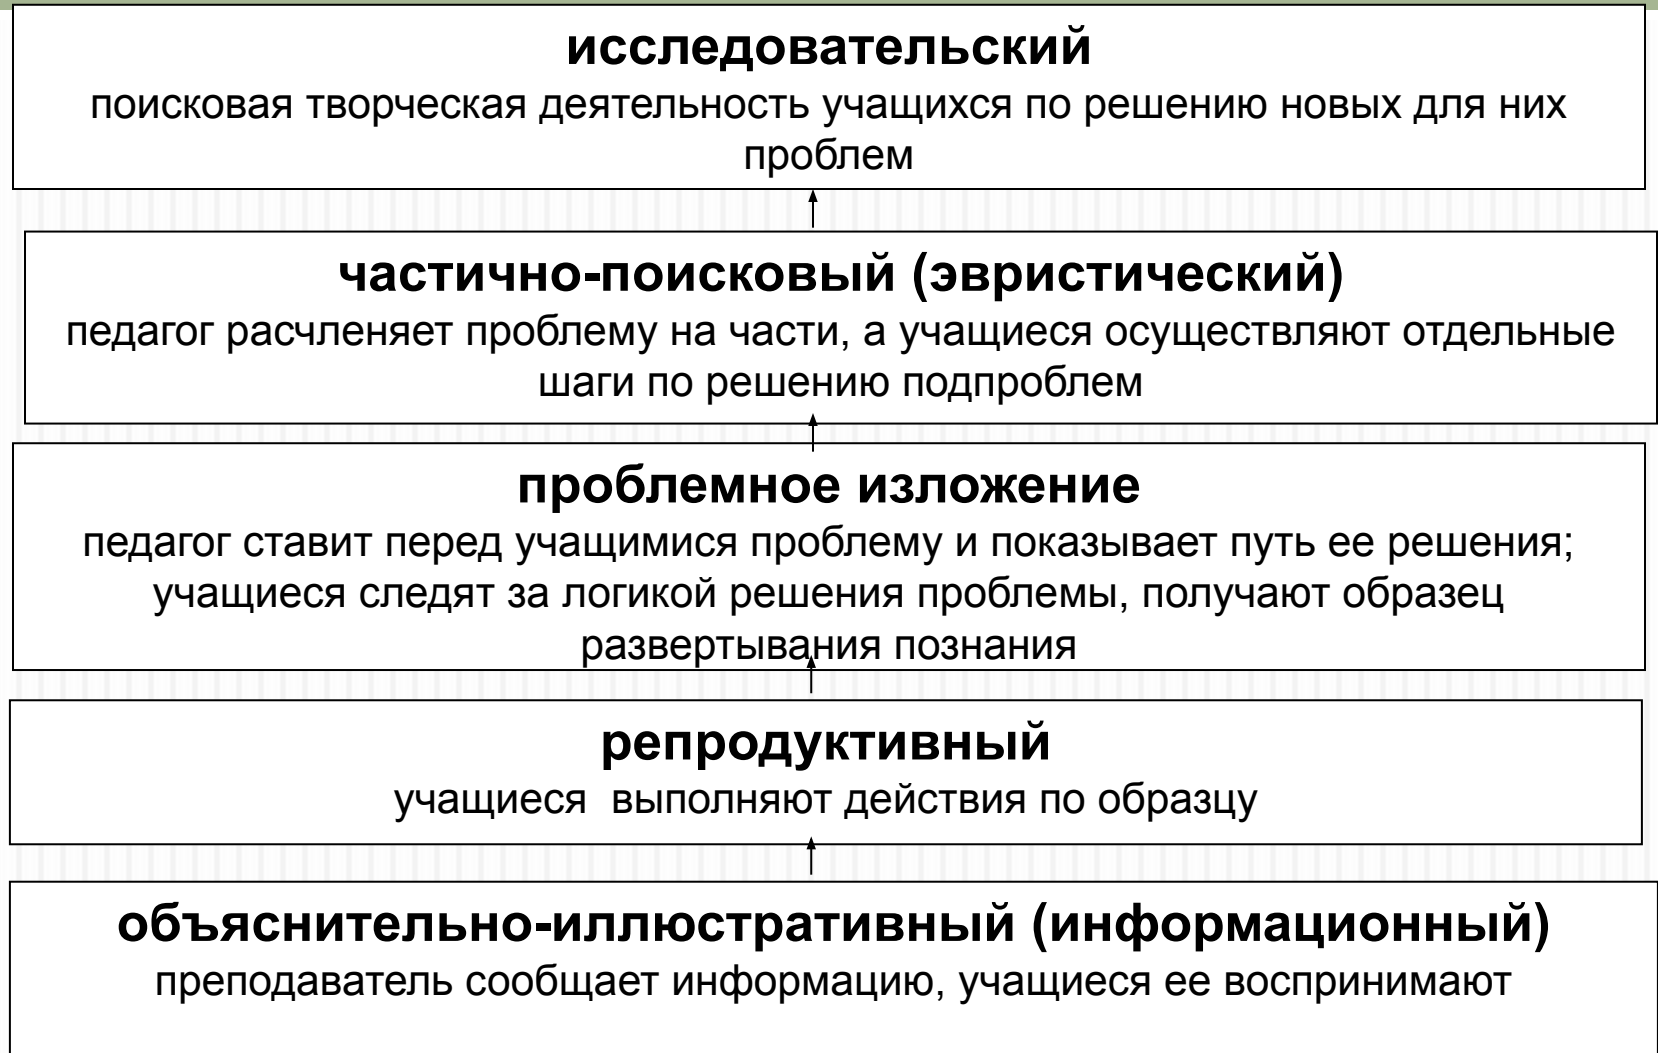 исследовательский
поисковая творческая деятельность учащихся по решению новых для них
проблем
частично-поисковый (эвристический)
педагог расчленяет проблему на части, а учащиеся осуществляют отдельные
шаги по решению подпроблем
проблемное изложение
педагог ставит перед учащимися проблему и показывает путь ее решения;
учащиеся следят за логикой решения проблемы, получают образец
развертывания познания
репродуктивный
учащиеся выполняют действия по образцу
объяснительно-иллюстративный (информационный)
преподаватель сообщает информацию, учащиеся ее воспринимают